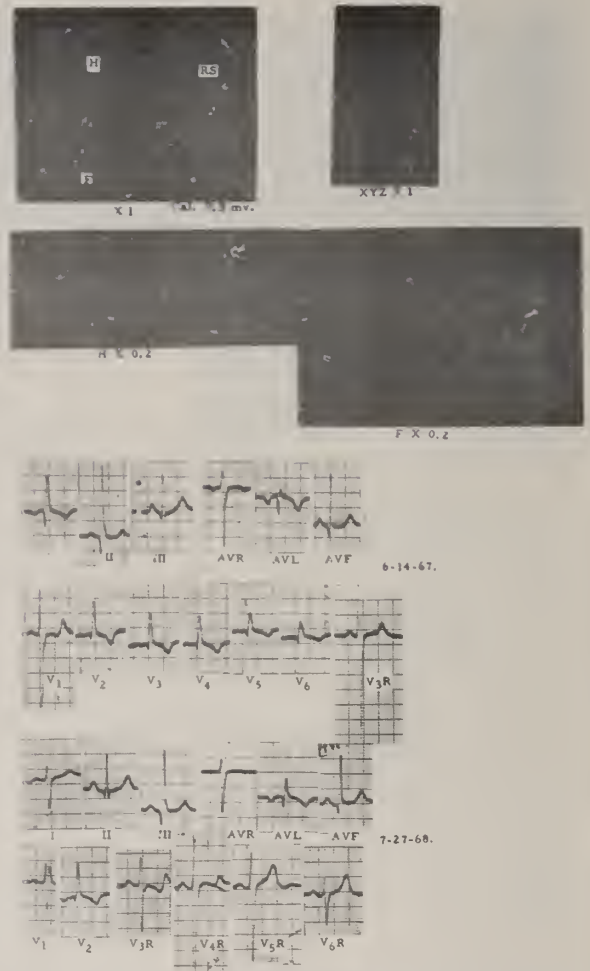 H RS
F
X 1 Cal. mv.
XYZ X 1
H X 0.2
F X 0.2
II III AVR AVL AVF
6-14-67.
V1 V2 V3 V4 V5 V6 V3R
I II III AVR AVL AVF
7-27-68.
V1 V2 V3R V4R V5R V6R